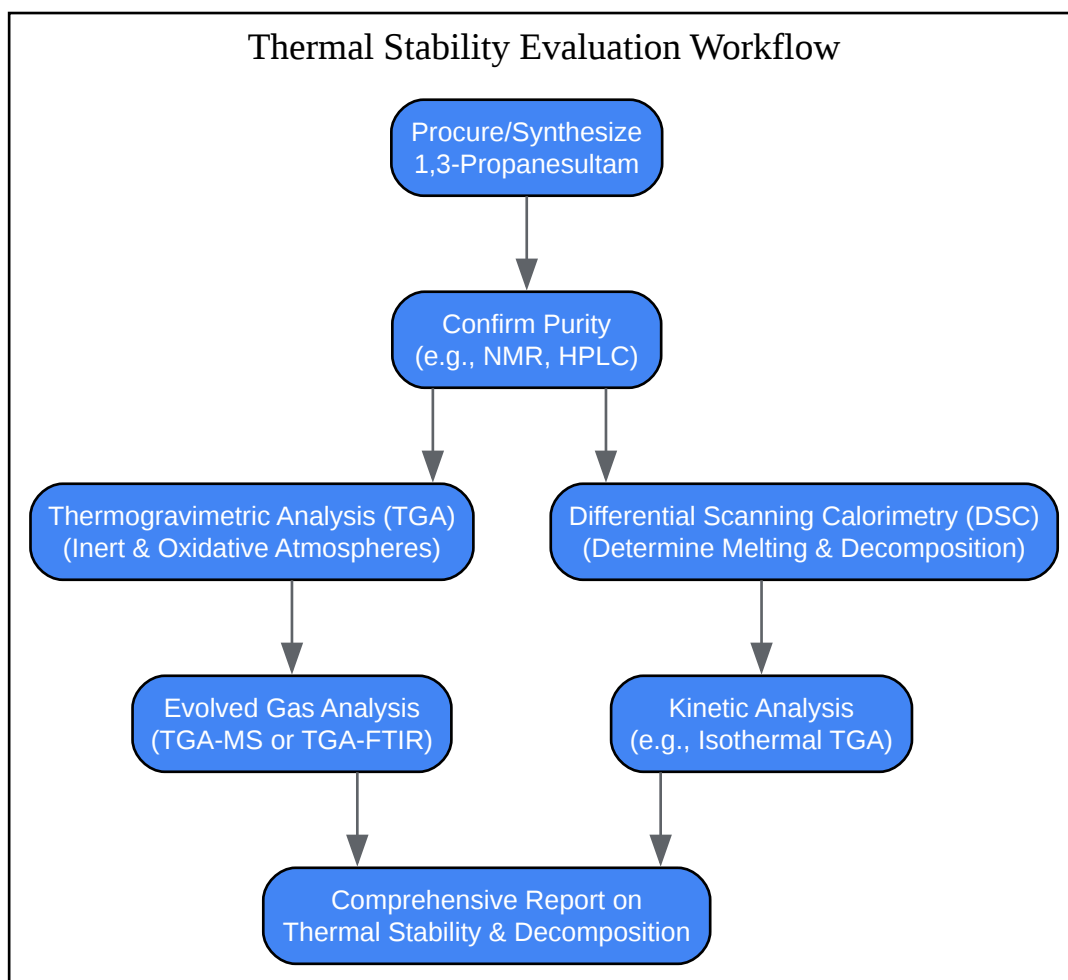 Thermal Stability Evaluation Workflow
Procure/Synthesize
1,3-Propanesultam
Confirm Purity
(e.g., NMR, HPLC)
Thermogravimetric Analysis (TGA)
(Inert & Oxidative Atmospheres)
Differential Scanning Calorimetry (DSC)
(Determine Melting & Decomposition)
Evolved Gas Analysis
(TGA-MS or TGA-FTIR)
Kinetic Analysis
(e.g., Isothermal TGA)
Comprehensive Report on
Thermal Stability & Decomposition